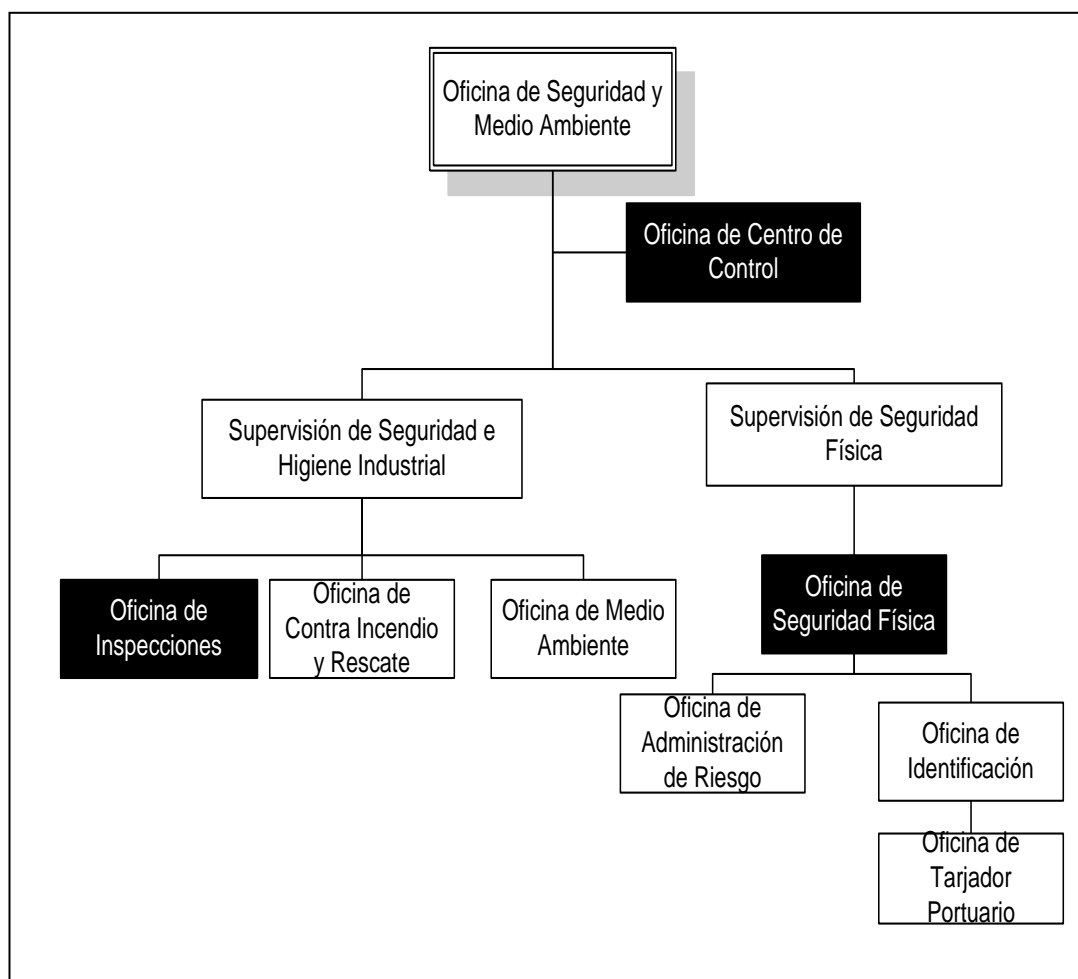 Oficina de Seguridad y
Medio Ambiente
Oficina de Centro de
Control
Supervisión de Seguridad e
Higiene Industrial
Supervisión de Seguridad
Física
Oficina de
Inspecciones
Oficina de
Contra Incendio
y Rescate
Oficina de Medio
Ambiente
Oficina de
Seguridad Física
Oficina de
Administración
de Riesgo
Oficina de
Identificación
Oficina de
Tarjador
Portuario